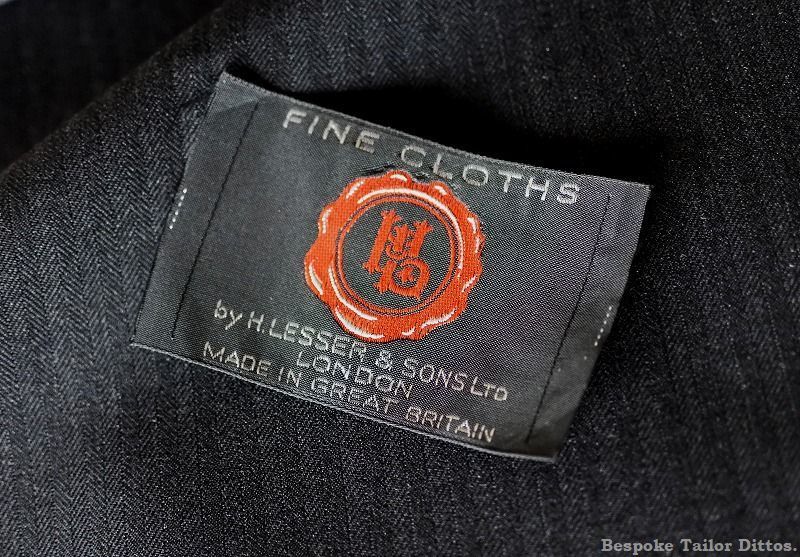 FINE CLOTHS
by H. LESSER & SONS LTD
LONDON
MADE IN GREAT BRITAIN
Bespoke Tailor Dittos.